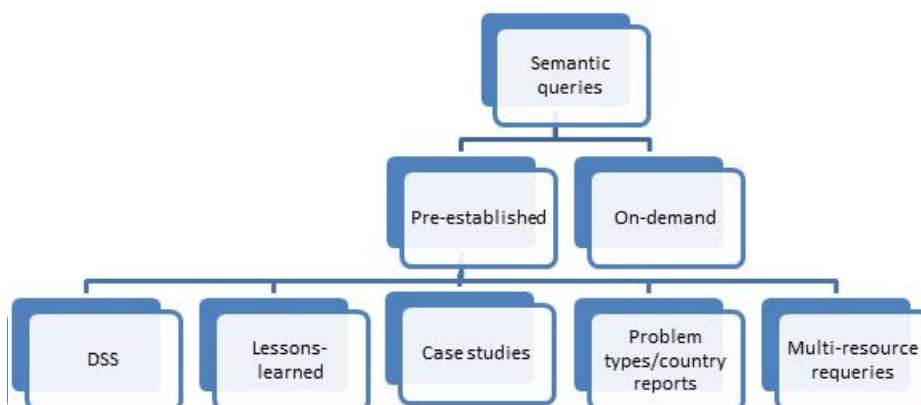 Semantic
queries
Pre-established
On-demand
DSS
Lessons-
learned
Case studies
Problem
types/country
reports
Multi-resource
requeries